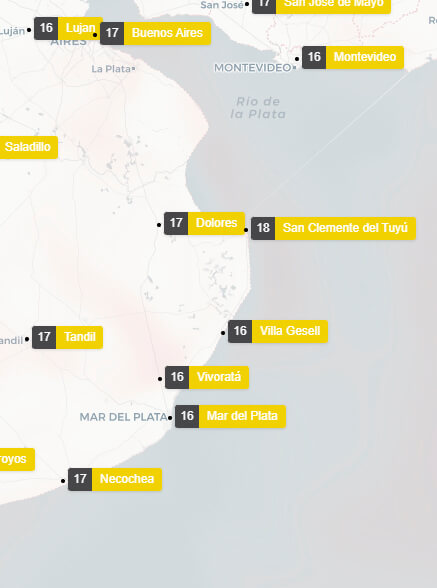 San José
17 San José de Mayo
Luján
16 Lujan
17 Buenos Aires
AIRES
La Plata
MONTEVIDEO
16 Montevideo
Río de
la Plata
Saladillo
17 Dolores
18 San Clemente del Tuyú
16 Villa Gesell
andil
17 Tandil
16 Vivoratá
MAR DEL PLATA
16 Mar del Plata
royos
17 Necochea